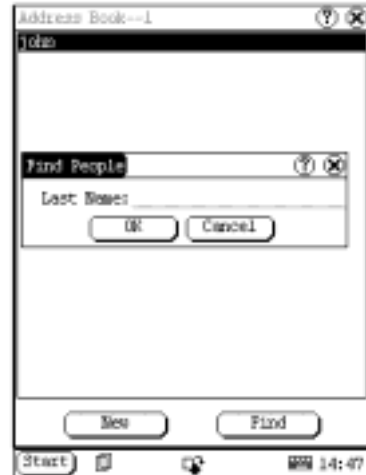 Address Book--1
john
Find People
Last Name:
OK Cancel
New Find
Start 14:47